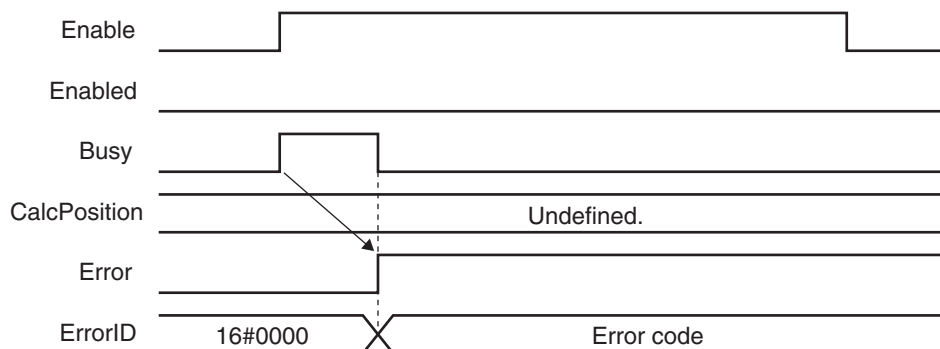 Enable
Enabled
Busy
CalcPosition
Undefined.
Error
ErrorID
16#0000
Error code